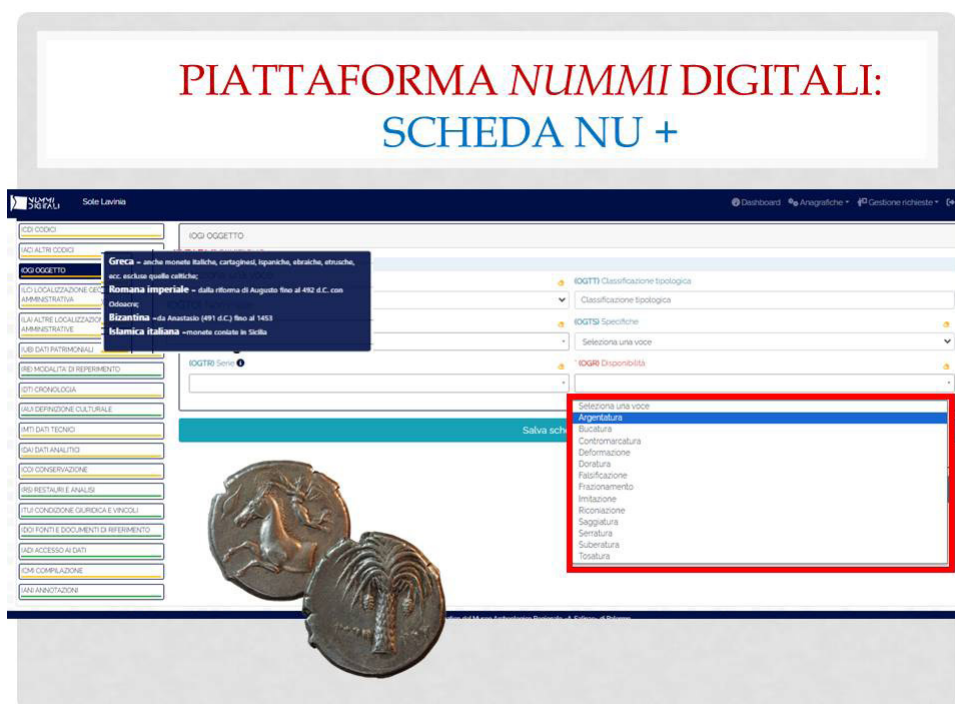 PIATTAFORMA NUMMI DIGITALI:
SCHEDA NU +
NUMMI
DIGITALI
Sole Lavinia
Dashboard
Anagrafiche
Gestione richieste
(CD) CODICI
(AC) ALTRI CODICI
(OG) OGGETTO
(LC) LOCALIZZAZIONE GEO
AMMINISTRATIVA
(LA) ALTRE LOCALIZZAZION
AMMINISTRATIVE
(UB) DATI PATRIMONIALI
(RE) MODALITA' DI REPERIMENTO
(DT) CRONOLOGIA
(AU) DEFINIZIONE CULTURALE
(MT) DATI TECNICI
(DA) DATI ANALITICI
(CO) CONSERVAZIONE
(RS) RESTAURI E ANALISI
(TU) CONDIZIONE GIURIDICA E VINCOLI
(DO) FONTI E DOCUMENTI DI RIFERIMENTO
(AD) ACCESSO AI DATI
(CM) COMPILAZIONE
(AN) ANNOTAZIONI
(OG) OGGETTO
Greca – anche monete italiche, cartaginesi, ispaniche, ebraiche, etrusche,
ecc. escluse quelle celtiche;
Romana imperiale – dalla riforma di Augusto fino al 492 d.C. con
Odoacre;
Bizantina –da Anastasio (491 d.C.) fino al 1453
Islamica italiana –monete coniate in Sicilia
(OGTT) Classificazione tipologica
Classificazione tipologica
(OGTS) Specifiche
Seleziona una voce
(OGTR) Serie
*(OGR) Disponibilità
Salva sche
Seleziona una voce
Argentatura
Bucatura
Contromarcatura
Deformazione
Doratura
Falsificazione
Frazionamento
Imitazione
Riconiazione
Saggiatura
Serratura
Suberatura
Tosatura